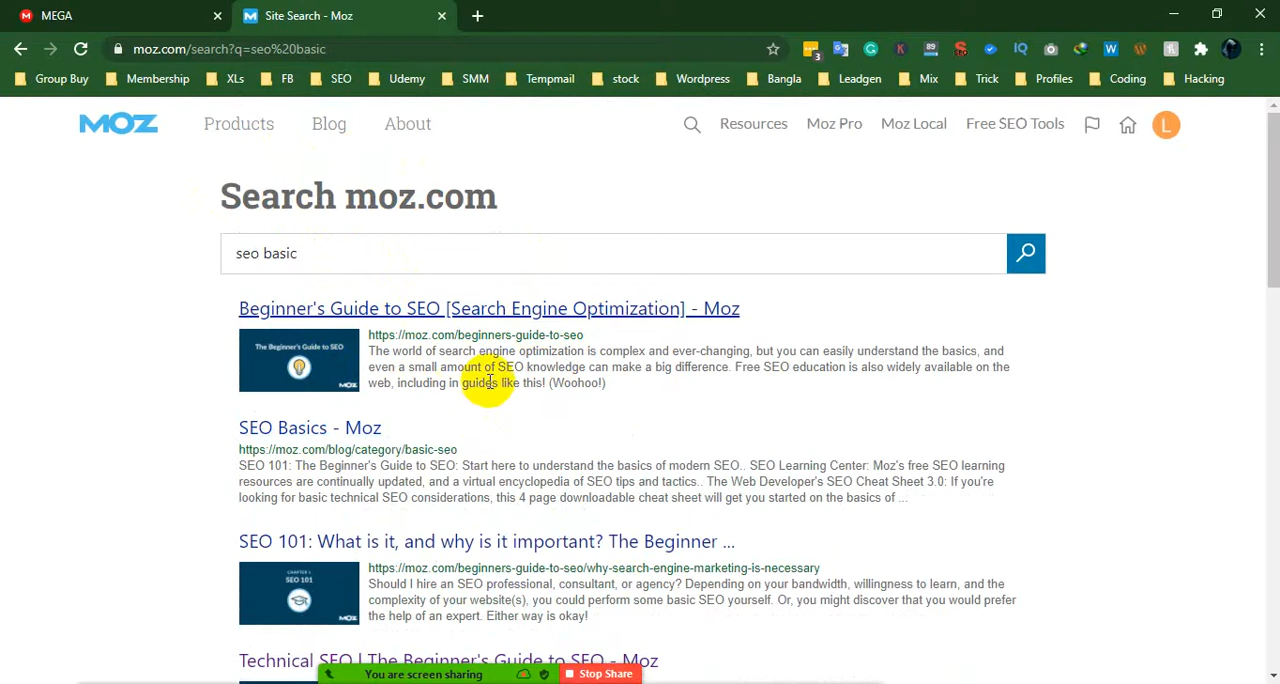 MEGA
Site Search - Moz
moz.com/search?q=seo%20basic
3
89
IQ
W
Group Buy
Membership
XLs
FB
SEO
Udemy
SMM
Tempmail
stock
Wordpress
Bangla
Leadgen
Mix
Trick
Profiles
Coding
Hacking
MOZ
Products
Blog
About
Resources
Moz Pro
Moz Local
Free SEO Tools
L
Search moz.com
seo basic
Beginner's Guide to SEO [Search Engine Optimization] - Moz
The Beginner's Guide to SEO
MOZ
https://moz.com/beginners-guide-to-seo
The world of search engine optimization is complex and ever-changing, but you can easily understand the basics, and
even a small amount of SEO knowledge can make a big difference. Free SEO education is also widely available on the
web, including in guides like this! (Woohoo!)
SEO Basics - Moz
https://moz.com/blog/category/basic-seo
SEO 101: The Beginner's Guide to SEO: Start here to understand the basics of modern SEO.. SEO Learning Center: Moz's free SEO learning
resources are continually updated, and a virtual encyclopedia of SEO tips and tactics.. The Web Developer's SEO Cheat Sheet 3.0: If you're
looking for basic technical SEO considerations, this 4 page downloadable cheat sheet will get you started on the basics of ...
SEO 101: What is it, and why is it important? The Beginner ...
CHAPTER 1
SEO 101
MOZ
https://moz.com/beginners-guide-to-seo/why-search-engine-marketing-is-necessary
Should I hire an SEO professional, consultant, or agency? Depending on your bandwidth, willingness to learn, and the
complexity of your website(s), you could perform some basic SEO yourself. Or, you might discover that you would prefer
the help of an expert. Either way is okay!
Technical SEO | The Beginner's Guide to SEO - Moz
You are screen sharing
Stop Share